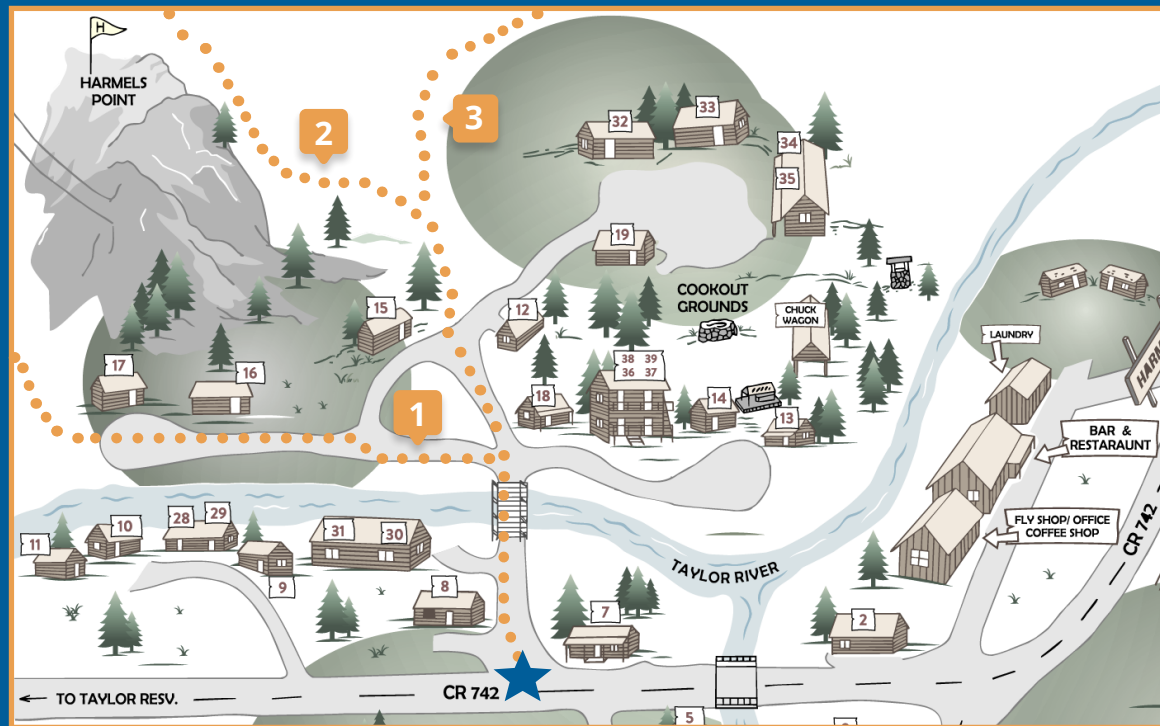 H
HARMELS
POINT
2
3
32
33
34
35
19
COOKOUT
GROUNDS
CHUCK
WAGON
LAUNDRY
15
12
17
16
38 39
36 37
18
14
13
1
BAR &
RESTARAUNT
FLY SHOP/ OFFICE
COFFEE SHOP
CR 742
11
10
28
29
9
31
30
8
7
TAYLOR RIVER
2
TO TAYLOR RESV.
CR 742
5